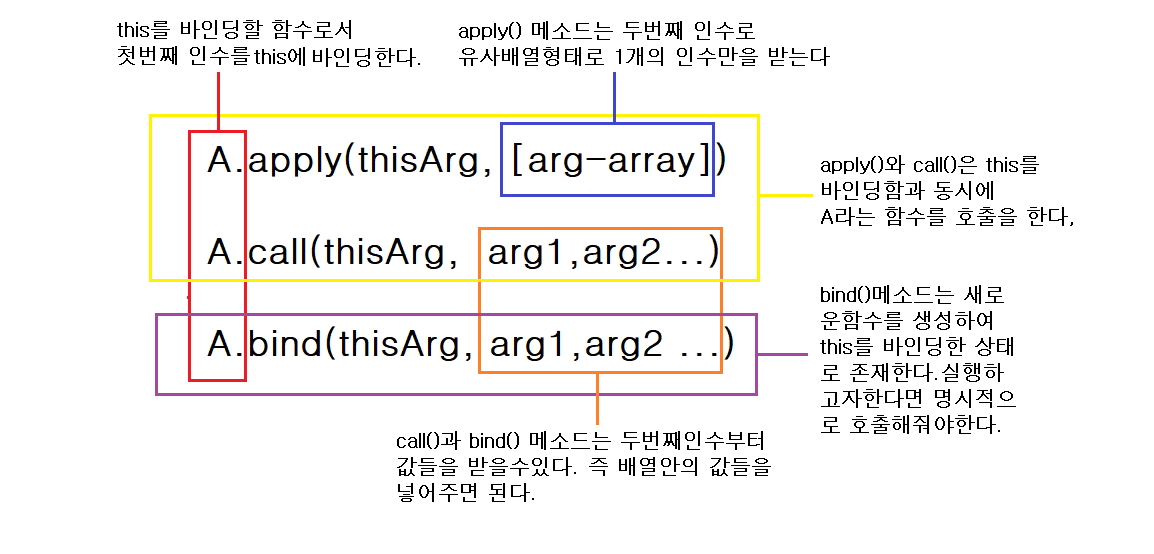 this를 바인딩할 함수로서
첫번째 인수를this에 바인딩한다.
apply() 메소드는 두번째 인수로
유사배열형태로 1개의 인수만을 받는다
A.apply(thisArg, [arg-array])
A.call(thisArg, arg1,arg2...)
A.bind(thisArg, arg1,arg2 ...)
apply()와 call()은 this를
바인딩함과 동시에
A라는 함수를 호출을 한다,
bind()메소드는 새로
운함수를 생성하여
this를 바인딩한 상태
로 존재한다.실행하
고자한다면 명시적으
로 호출해줘야한다.
call()과 bind() 메소드는 두번째인수부터
값들을 받을수있다. 즉 배열안의 값들을
넣어주면 된다.